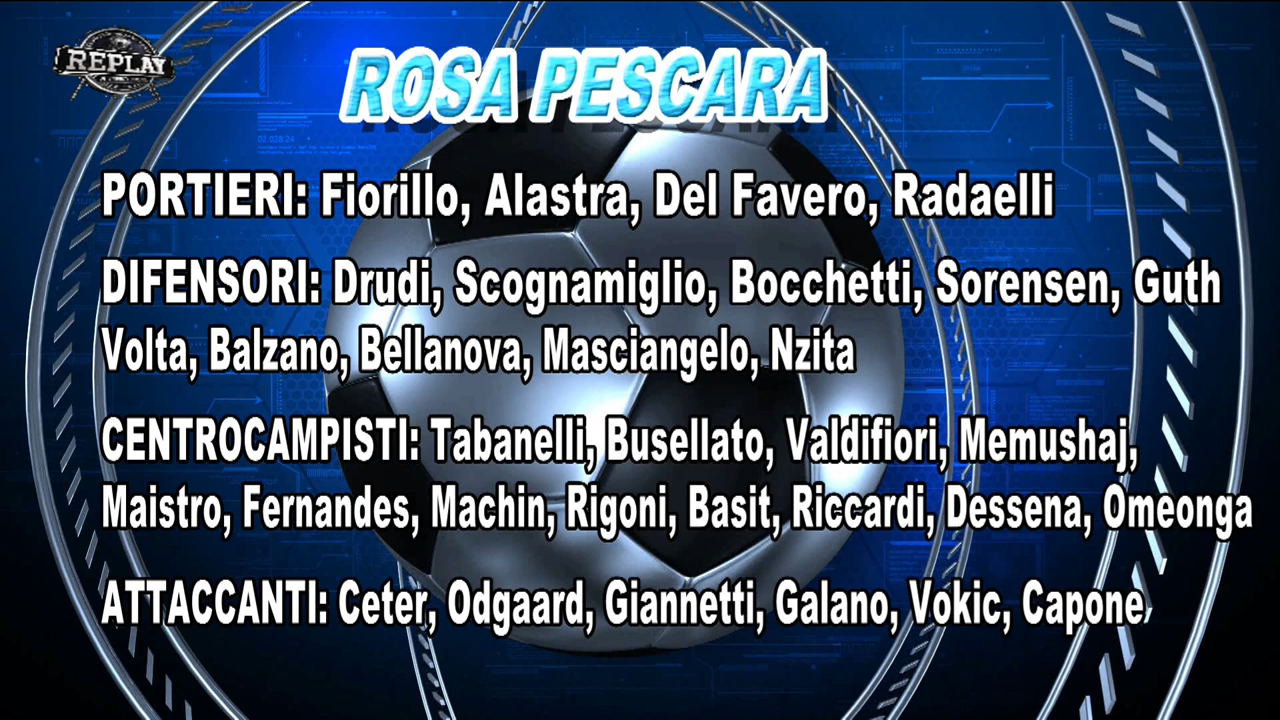 REPLAY
ROSA PESCARA
PORTIERI: Fiorillo, Alastra, Del Favero, Radaelli
DIFENSORI: Drudi, Scognamiglio, Bocchetti, Sorensen, Guth
Volta, Balzano, Bellanova, Masciangelo, Nzita
CENTROCAMPISTI: Tabanelli, Busellato, Valdifiori, Memushaj,
Maistro, Fernandes, Machin, Rigoni, Basit, Riccardi, Dessena, Omeonga
ATTACCANTI: Ceter, Odgaard, Giannetti, Galano, Vokic, Capone,